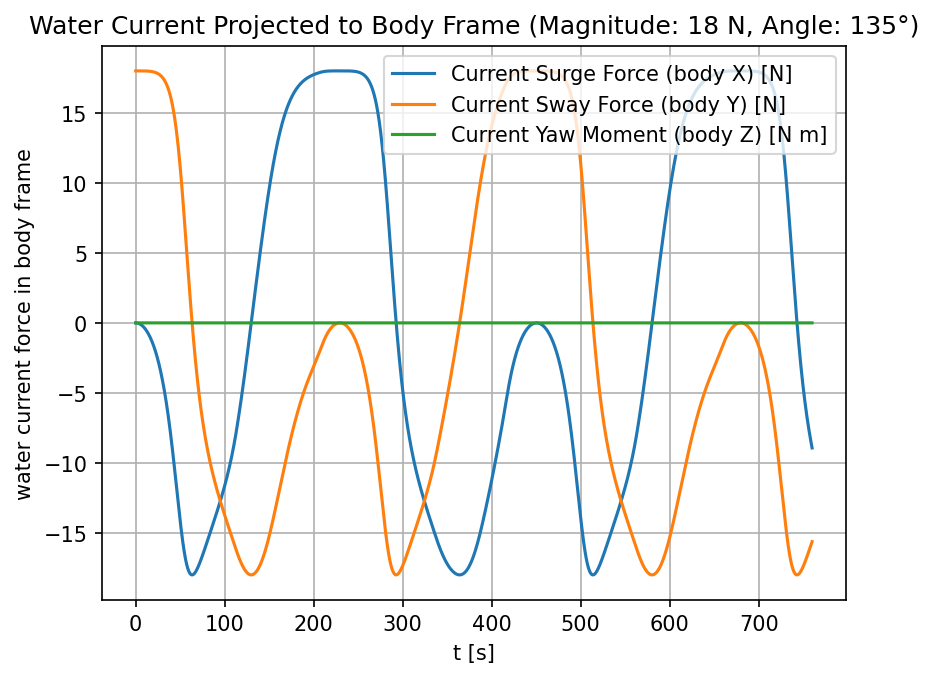 Water Current Projected to Body Frame (Magnitude: 18 N, Angle: 135°)
Current Surge Force (body X) [N]
Current Sway Force (body Y) [N]
Current Yaw Moment (body Z) [N m]
water current force in body frame
15
10
5
0
−5
−10
−15
0 100 200 300 400 500 600 700
t [s]